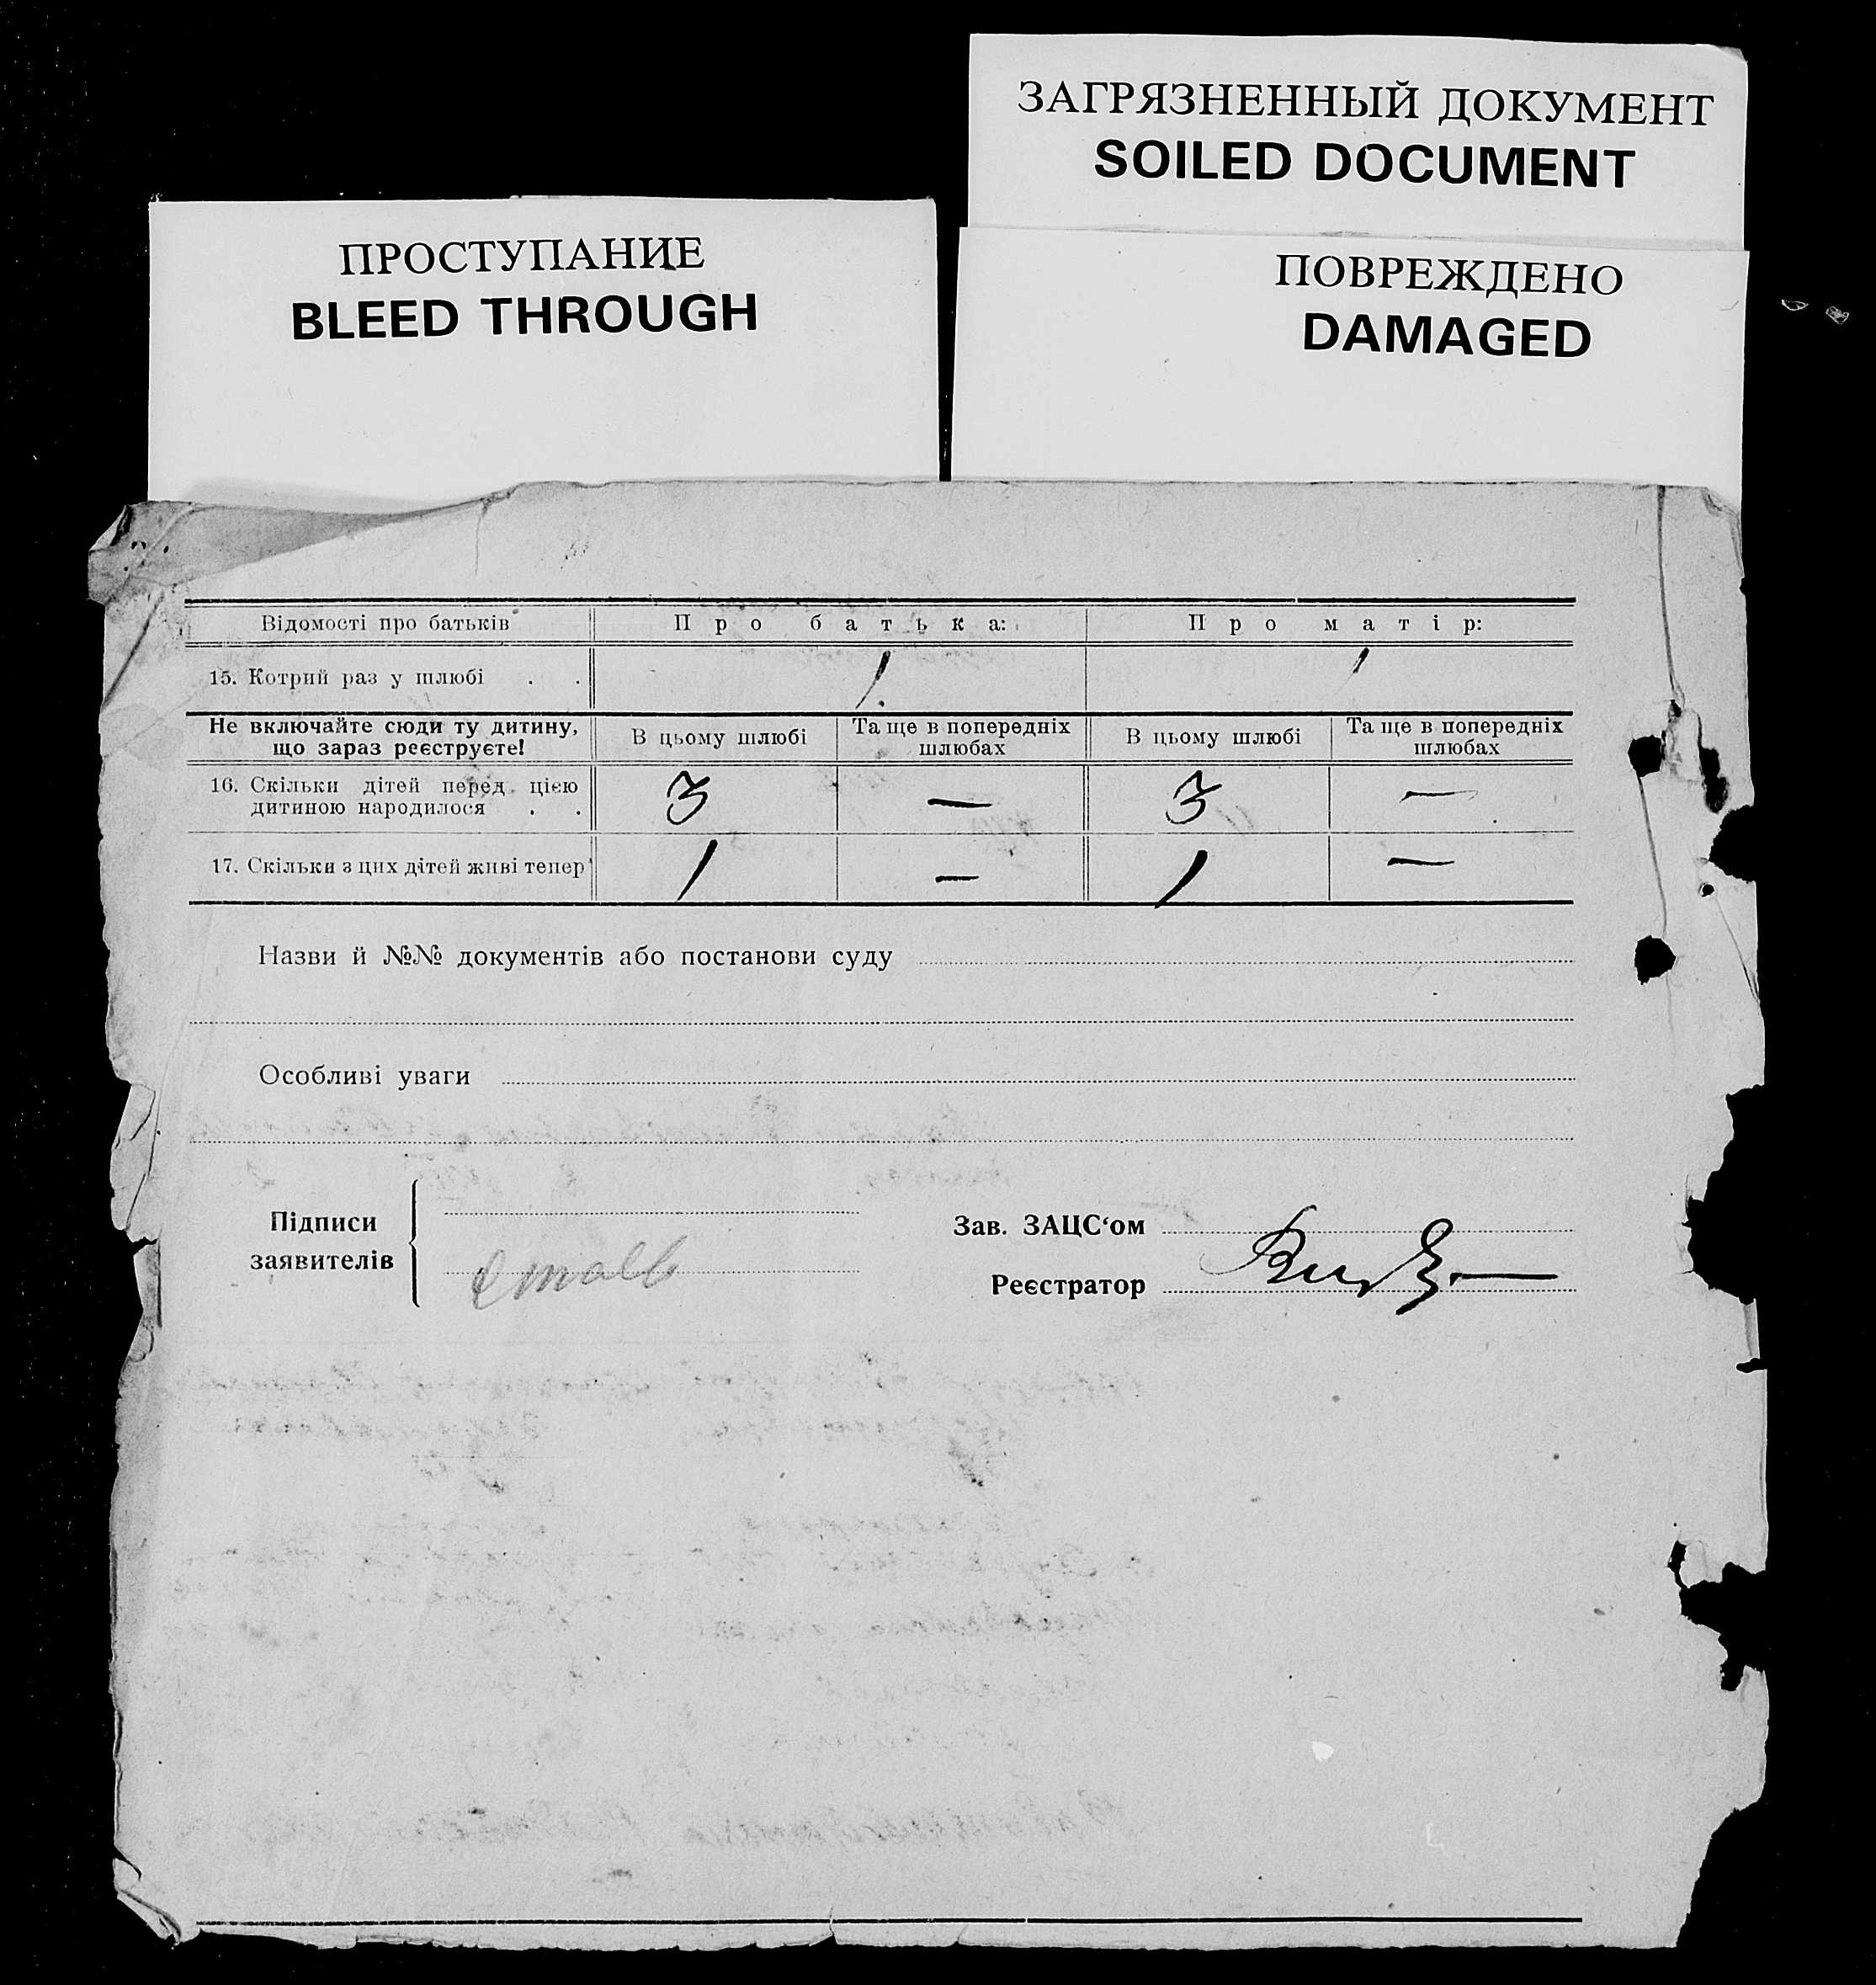 ЗАГРЯЗНЕННЫЙ ДОКУМЕНТ
SOILED DOCUMENT
ПРОСТУПАНИЕ
BLEED THROUGH
ПОВРЕЖДЕНО
DAMAGED
Відомості про батьків Про батька: Про матір:
15. Котрий раз у шлюбі . . 1. 1
Не включайте сюди ту дитину, що зараз реєструєте! В цьому шлюбі Та ще в попередніх шлюбах В цьому шлюбі Та ще в попередніх шлюбах
16. Скільки дітей перед цією дитиною народилося . . 3 — 3 —
17. Скільки з цих дітей живі тепер 1 — 1 —
Назви й №№ документів або постанови суду
Особливі уваги
Підписи заявителів
Зав. ЗАЦС‘ом
Реєстратор